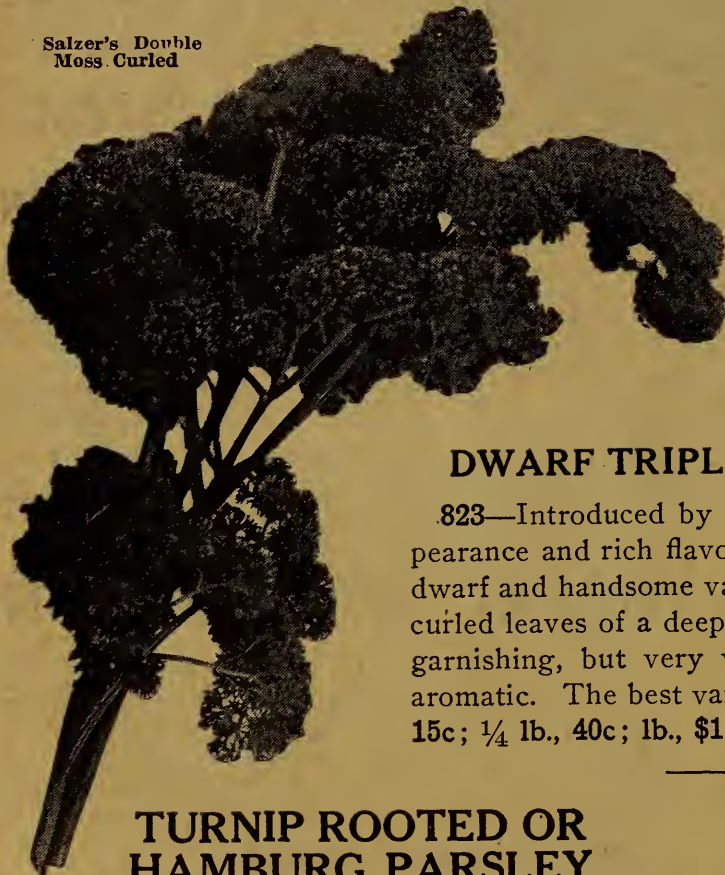 Salzer's Double
Moss Curled
DWARF TRIPL
823—Introduced by
pearance and rich flavo
dwarf and handsome va
curled leaves of a deep
garnishing, but very
aromatic. The best va
15c; ¼ lb., 40c; lb., $1
TURNIP ROOTED OR
HAMBURG PARSLEY